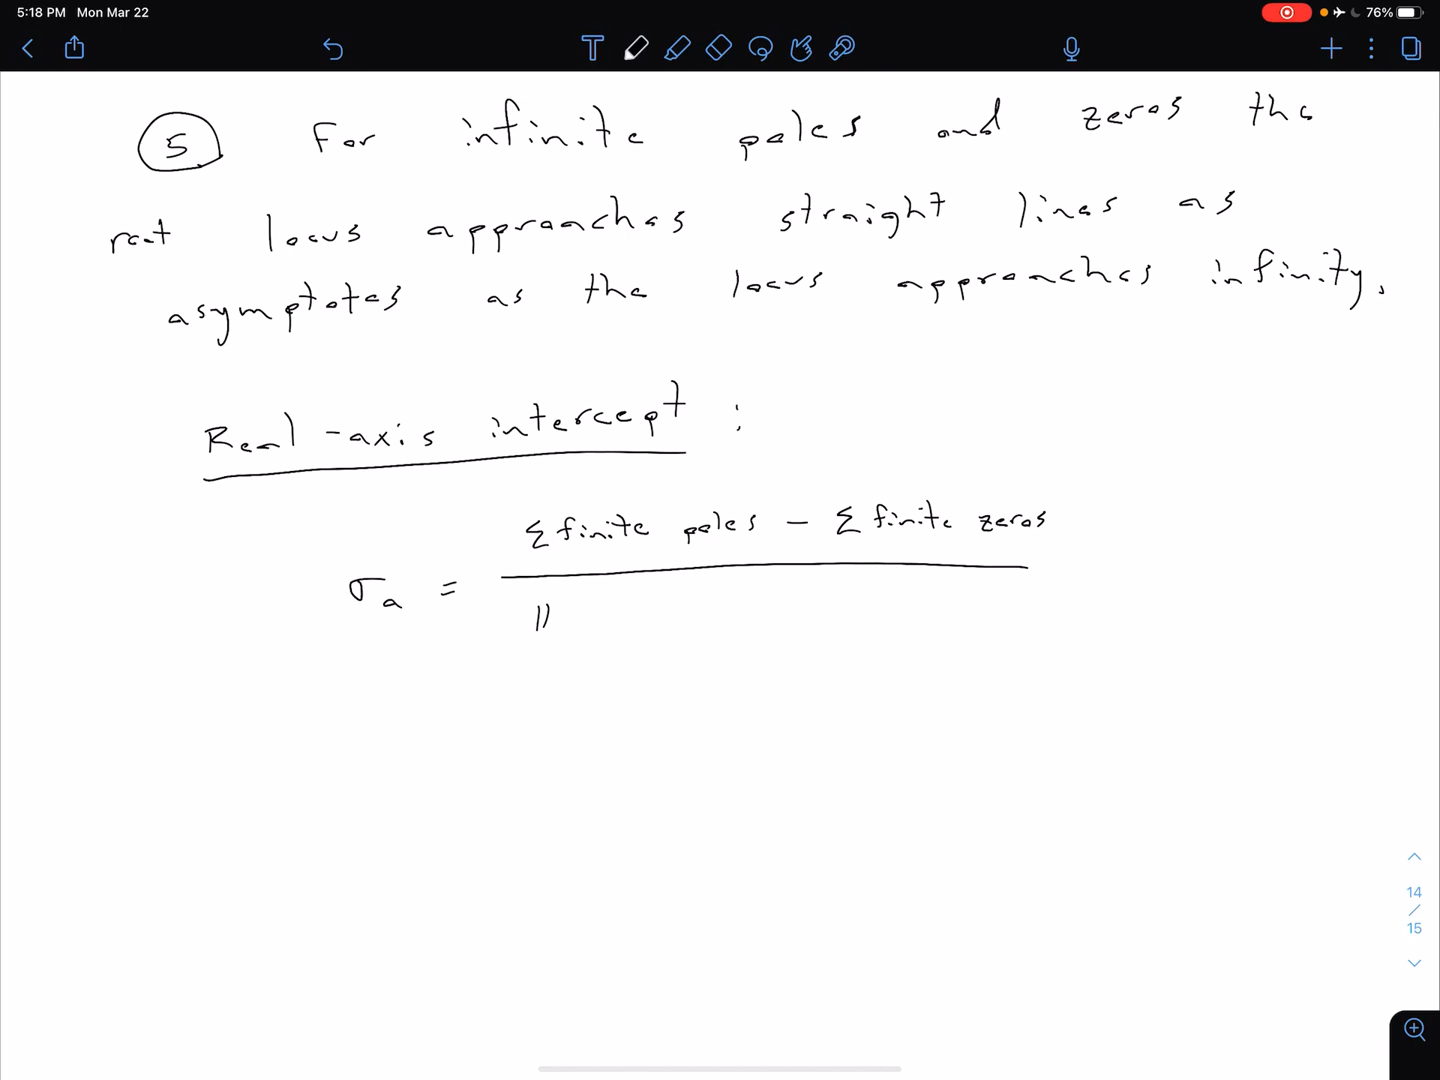 5:18 PM Mon Mar 22
76%
⑤ For infinite poles and zeros the
root locus approaches straight lines as
asymptotes as the locus approaches infinity.
Real-axis intercept :
σa = (Σ finite poles − Σ finite zeros) /
14
/
15